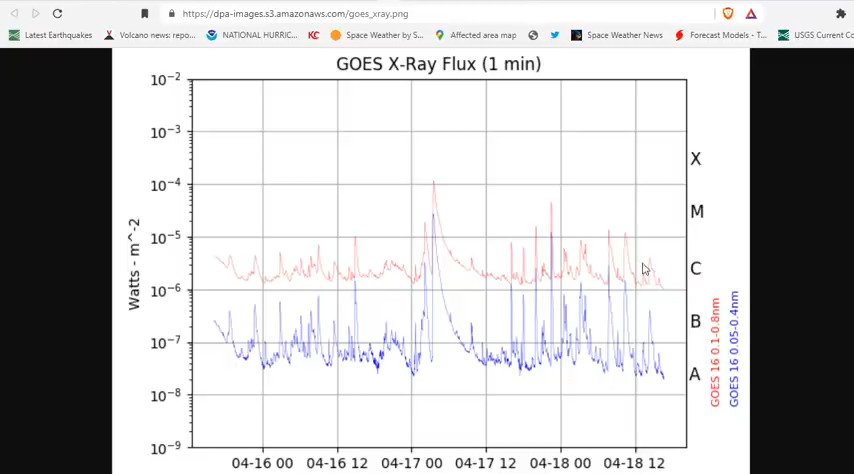 https://dpa-images.s3.amazonaws.com/goes_xray.png
Latest Earthquakes
Volcano news: repo...
NATIONAL HURRIC...
KC
Space Weather by S...
Affected area map
Space Weather News
Forecast Models - T...
USGS Current Co
GOES X-Ray Flux (1 min)
10^-2
10^-3
10^-4
10^-5
10^-6
10^-7
10^-8
10^-9
Watts - m^-2
X
M
C
B
A
GOES 16 0.1-0.8nm
GOES 16 0.05-0.4nm
04-16 00 04-16 12 04-17 00 04-17 12 04-18 00 04-18 12